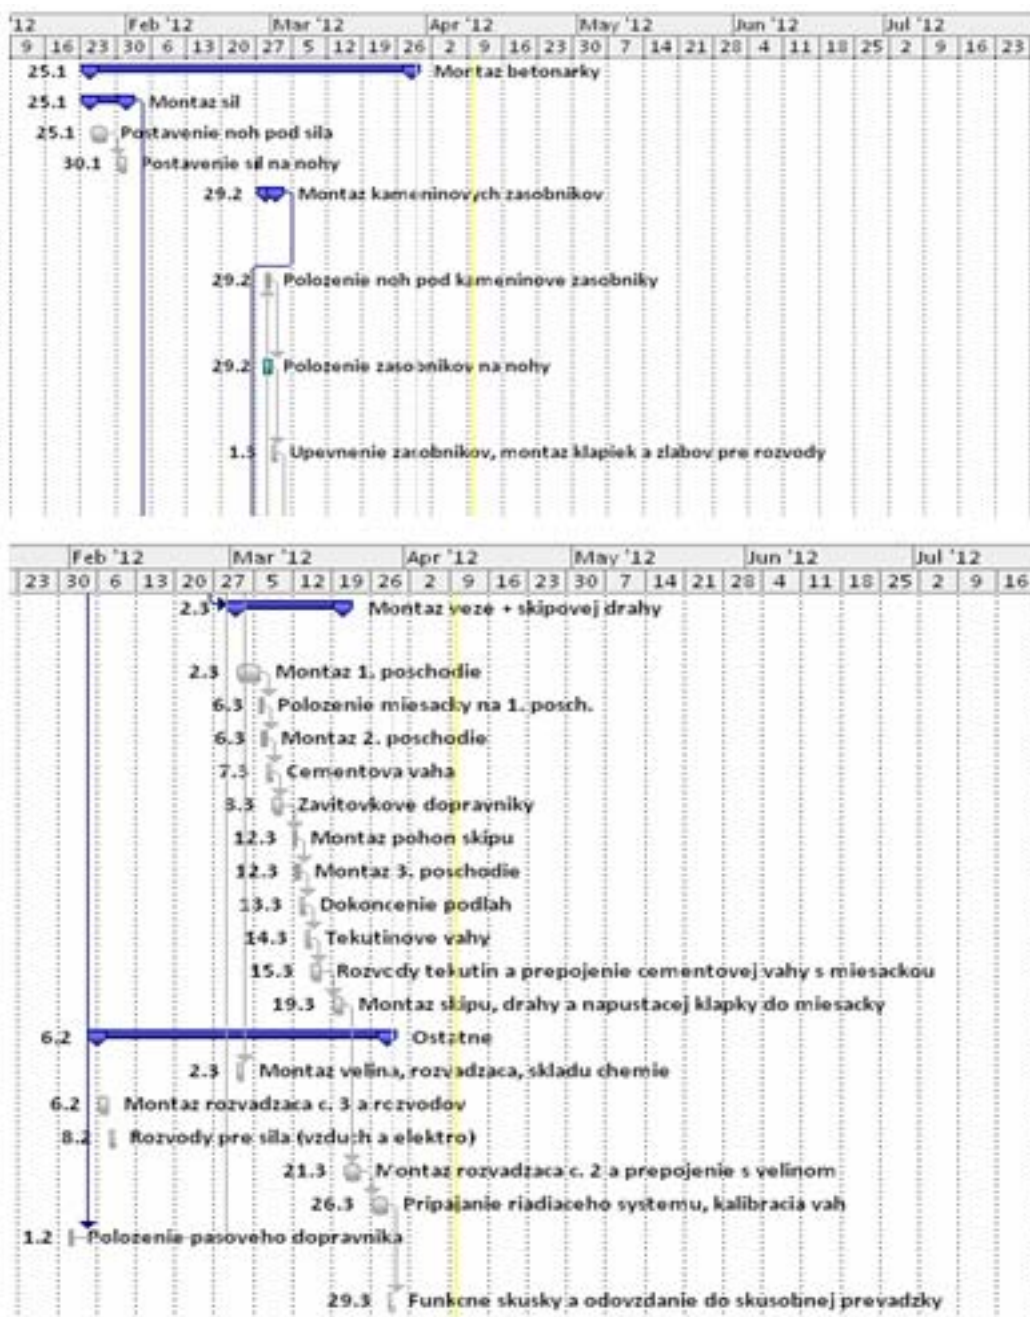 12 Feb '12 Mar '12 Apr '12 May '12 Jun '12 Jul '12
9 16 23 30 6 13 20 27 5 12 19 26 2 9 16 23 30 7 14 21 28 4 11 18 25 2 9 16 23
25.1 Montaz betonarky
25.1 Montaz sil
25.1 Postavenie noh pod sila
30.1 Postavenie sil na nohy
29.2 Montaz kameninovych zasobnikov
29.2 Polozenie noh pod kameninove zasobniky
29.2 Polozenie zasobnikov na nohy
1.3 Upevnenie zasobnikov, montaz klapiek a zlabov pre rozvody
Feb '12 Mar '12 Apr '12 May '12 Jun '12 Jul '12
23 30 6 13 20 27 5 12 19 26 2 9 16 23 30 7 14 21 28 4 11 18 25 2 9 16
2.3 Montaz veze + skipovej drahy
2.3 Montaz 1. poschodie
6.3 Polozenie miesacky na 1. posch.
6.3 Montaz 2. poschodie
7.3 Cementova vaha
8.3 Zavitovkove dopravniky
12.3 Montaz pohon skipu
12.3 Montaz 3. poschodie
13.3 Dokoncenie podlah
14.3 Tekutinove vahy
15.3 Rozvody tekutin a prepojenie cementovej vahy s miesackou
19.3 Montaz skipu, drahy a napustacej klapky do miesacky
6.2 Ostatne
2.3 Montaz velina, rozvadzaca, skladu chemie
6.2 Montaz rozvadzaca c. 3 a rozvodov
8.2 Rozvody pre sila (vzduch a elektro)
21.3 Montaz rozvadzaca c. 2 a prepojenie s velinom
26.3 Pripajanie riadiaceho systemu, kalibracia vah
1.2 Polozenie pasoveho dopravnika
29.3 Funkcne skusky a odovzdanie do skusobnej prevadzky